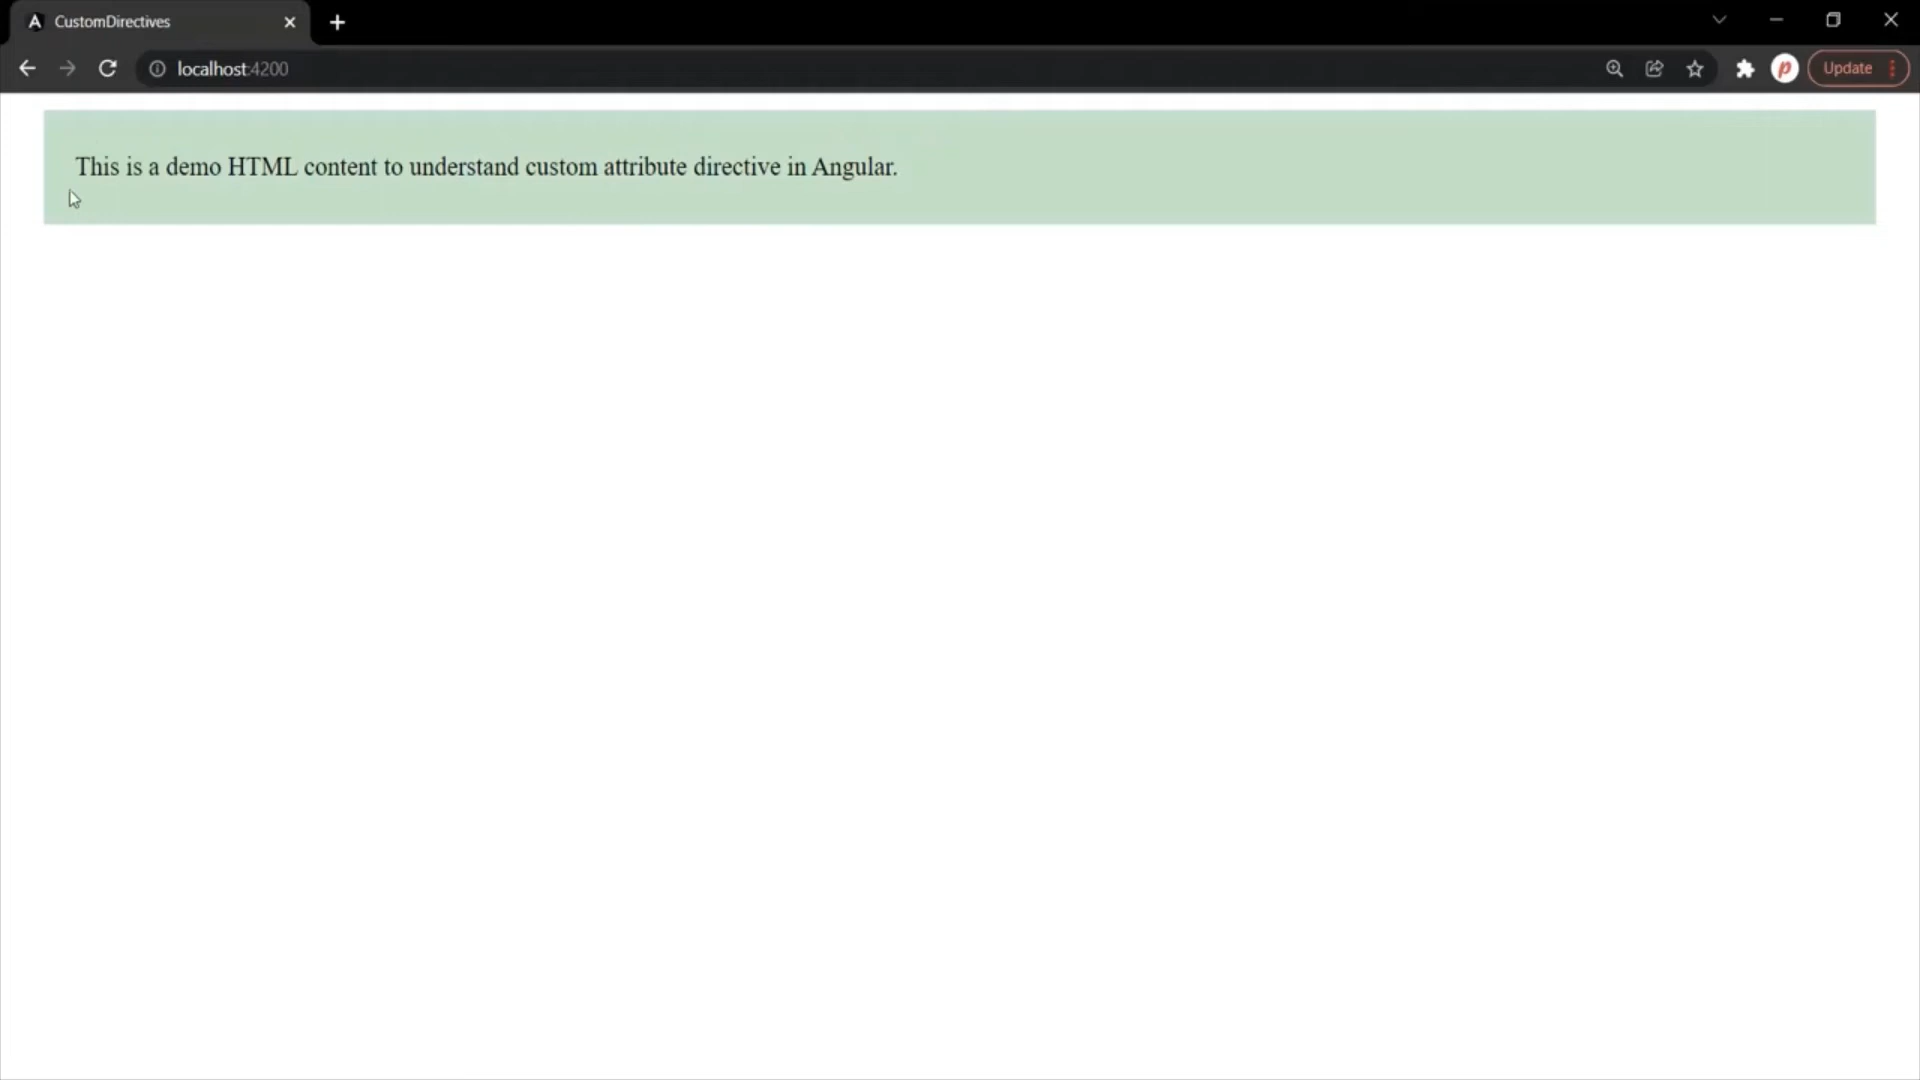 CustomDirectives
localhost:4200
Update
This is a demo HTML content to understand custom attribute directive in Angular.